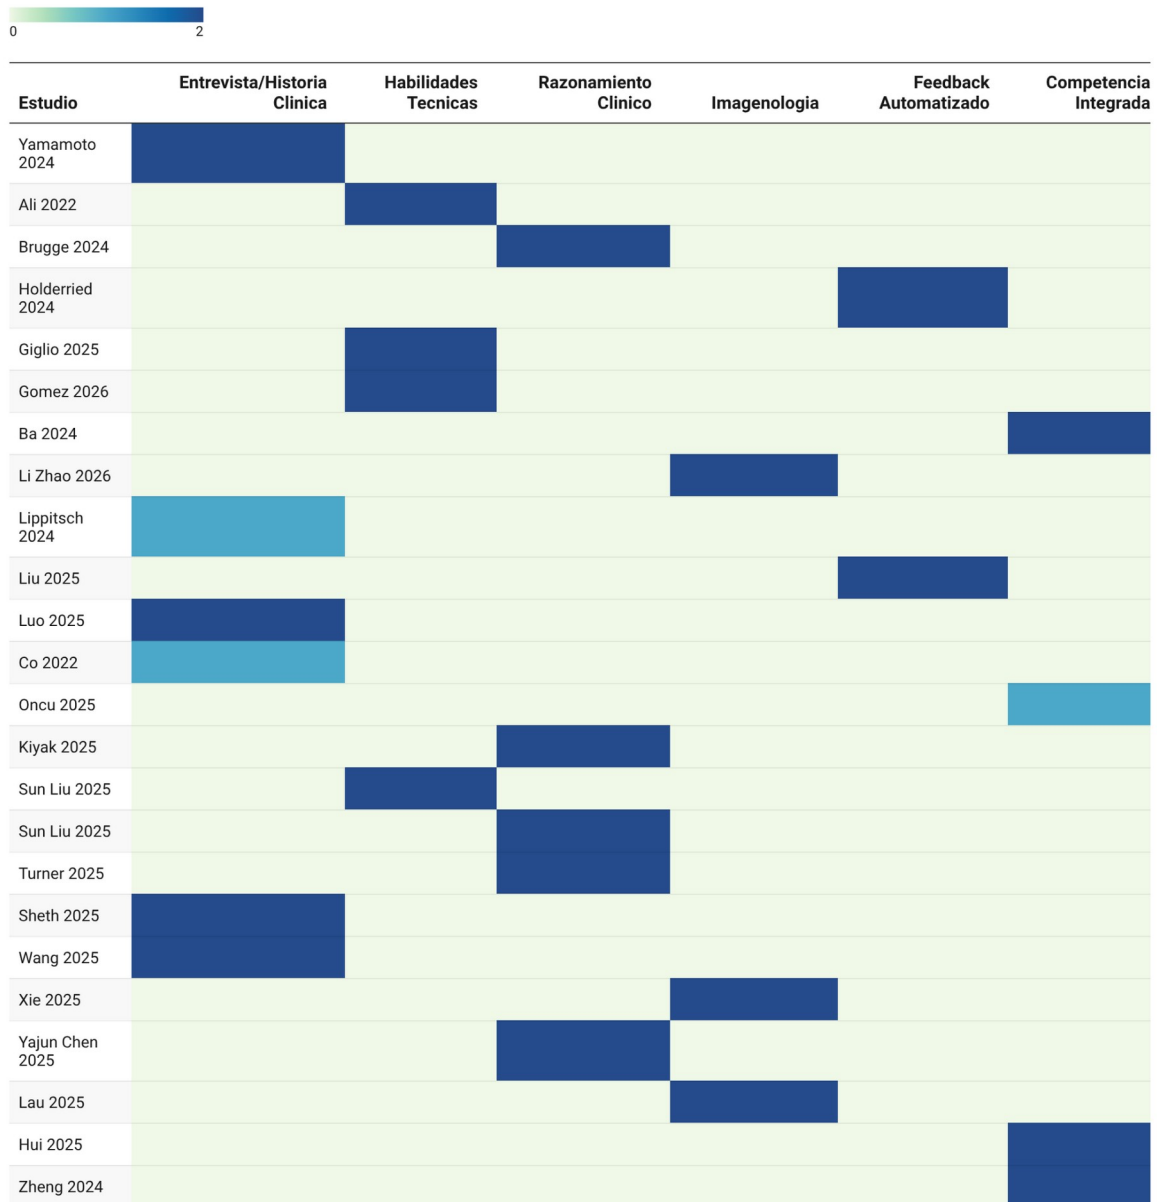 0 2
Entrevista/Historia Habilidades Razonamiento Feedback Competencia
Estudio Clinica Tecnicas Clinico Imagenologia Automatizado Integrada
Yamamoto
2024
Ali 2022
Brugge 2024
Holderried
2024
Giglio 2025
Gomez 2026
Ba 2024
Li Zhao 2026
Lippitsch
2024
Liu 2025
Luo 2025
Co 2022
Oncu 2025
Kiyak 2025
Sun Liu 2025
Sun Liu 2025
Turner 2025
Sheth 2025
Wang 2025
Xie 2025
Yajun Chen
2025
Lau 2025
Hui 2025
Zheng 2024